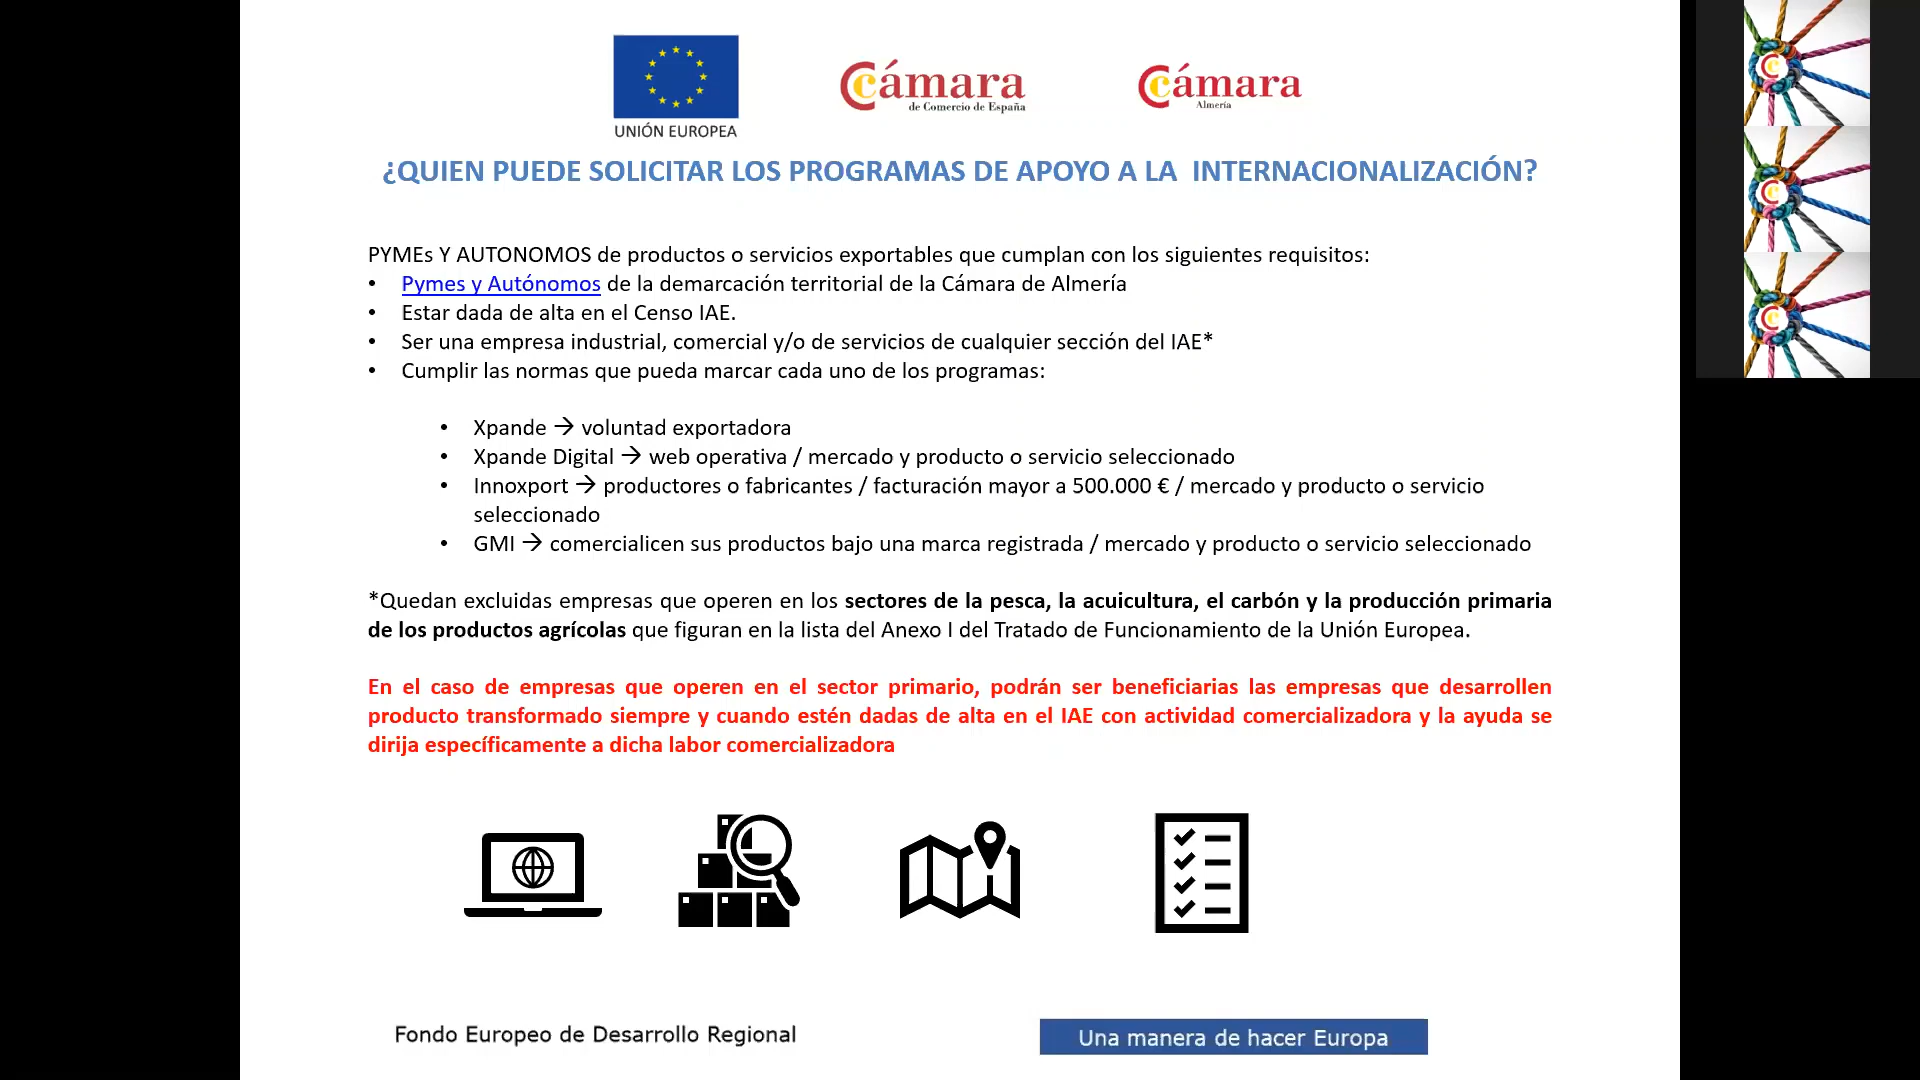 UNIÓN EUROPEA
Cámara
de Comercio de España
Cámara
Almería
¿QUIEN PUEDE SOLICITAR LOS PROGRAMAS DE APOYO A LA INTERNACIONALIZACIÓN?
PYMEs Y AUTONOMOS de productos o servicios exportables que cumplan con los siguientes requisitos:
• Pymes y Autónomos de la demarcación territorial de la Cámara de Almería
• Estar dada de alta en el Censo IAE.
• Ser una empresa industrial, comercial y/o de servicios de cualquier sección del IAE*
• Cumplir las normas que pueda marcar cada uno de los programas:
• Xpande → voluntad exportadora
• Xpande Digital → web operativa / mercado y producto o servicio seleccionado
• Innoxport → productores o fabricantes / facturación mayor a 500.000 € / mercado y producto o servicio
seleccionado
• GMI → comercialicen sus productos bajo una marca registrada / mercado y producto o servicio seleccionado
*Quedan excluidas empresas que operen en los sectores de la pesca, la acuicultura, el carbón y la producción primaria
de los productos agrícolas que figuran en la lista del Anexo I del Tratado de Funcionamiento de la Unión Europea.
En el caso de empresas que operen en el sector primario, podrán ser beneficiarias las empresas que desarrollen
producto transformado siempre y cuando estén dadas de alta en el IAE con actividad comercializadora y la ayuda se
dirija específicamente a dicha labor comercializadora
Fondo Europeo de Desarrollo Regional
Una manera de hacer Europa